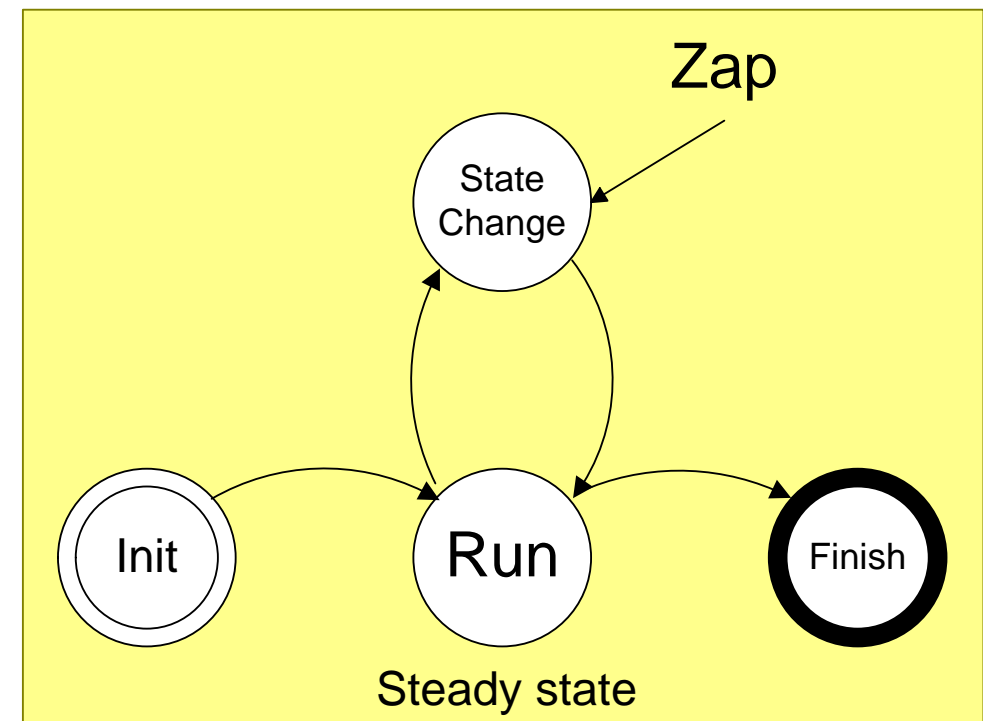 Zap
State
Change
Init
Run
Finish
Steady state